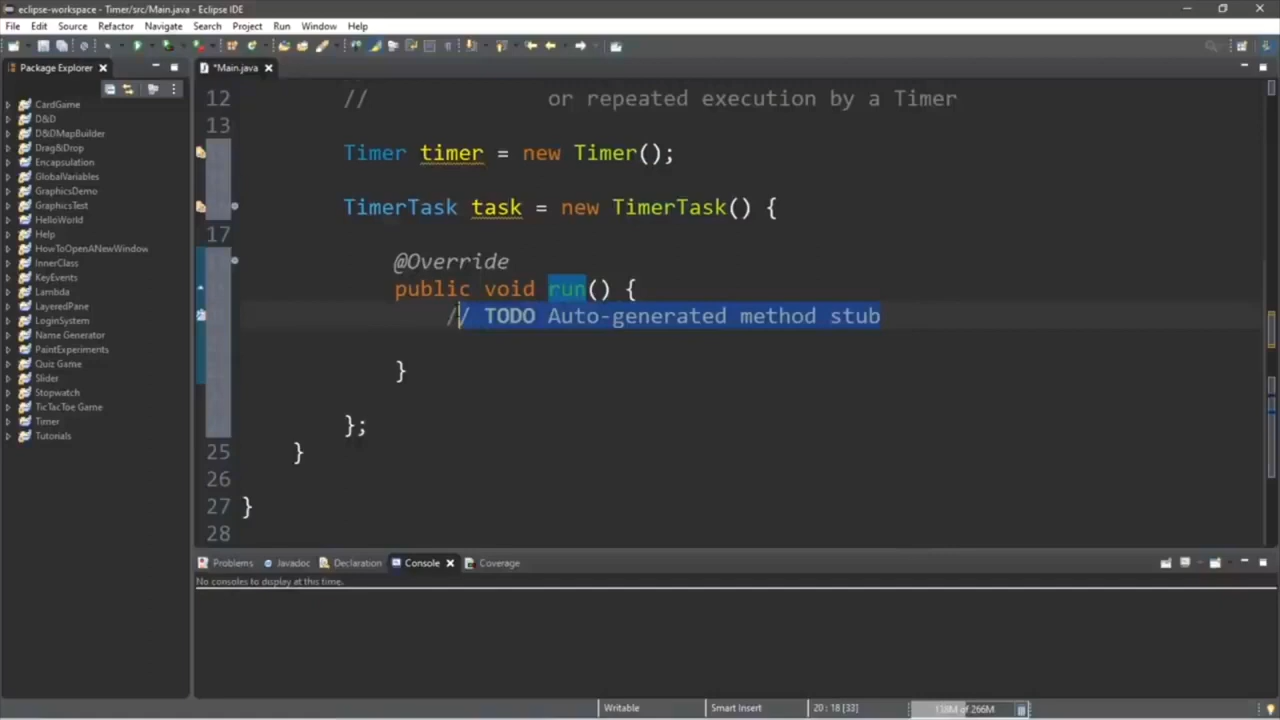 eclipse-workspace - Timer/src/Main.java - Eclipse IDE
File Edit Source Refactor Navigate Search Project Run Window Help
Package Explorer
*Main.java
CardGame
D&D
D&DMapBuilder
Drag&Drop
Encapsulation
GlobalVariables
GraphicsDemo
GraphicsTest
HelloWorld
Help
HowToOpenANewWindow
InnerClass
KeyEvents
Lambda
LayeredPane
LoginSystem
Name Generator
PaintExperiments
Quiz Game
Slider
Stopwatch
TicTacToe Game
Timer
Tutorials
12 // or repeated execution by a Timer
13
Timer timer = new Timer();
TimerTask task = new TimerTask() {
17
@Override
public void run() {
// TODO Auto-generated method stub
}
};
25 }
26
27 }
28
Problems Javadoc Declaration Console Coverage
No consoles to display at this time.
Writable Smart Insert 20 : 18 [33] 138M of 266M